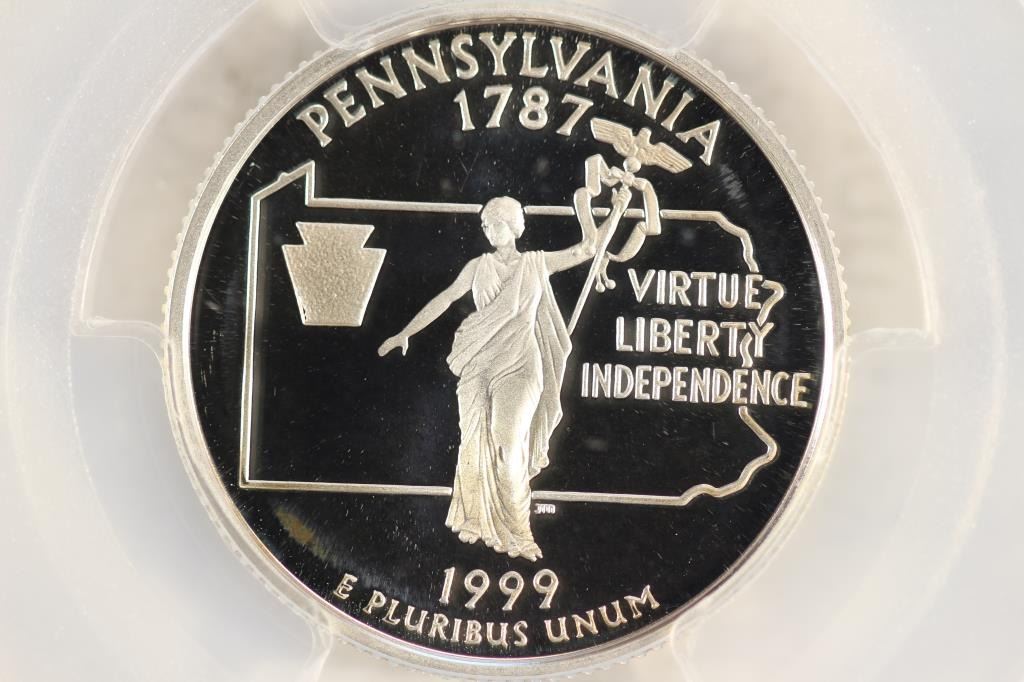 PENNSYLVANIA
1787
VIRTUE
LIBERTY
INDEPENDENCE
1999
E PLURIBUS UNUM